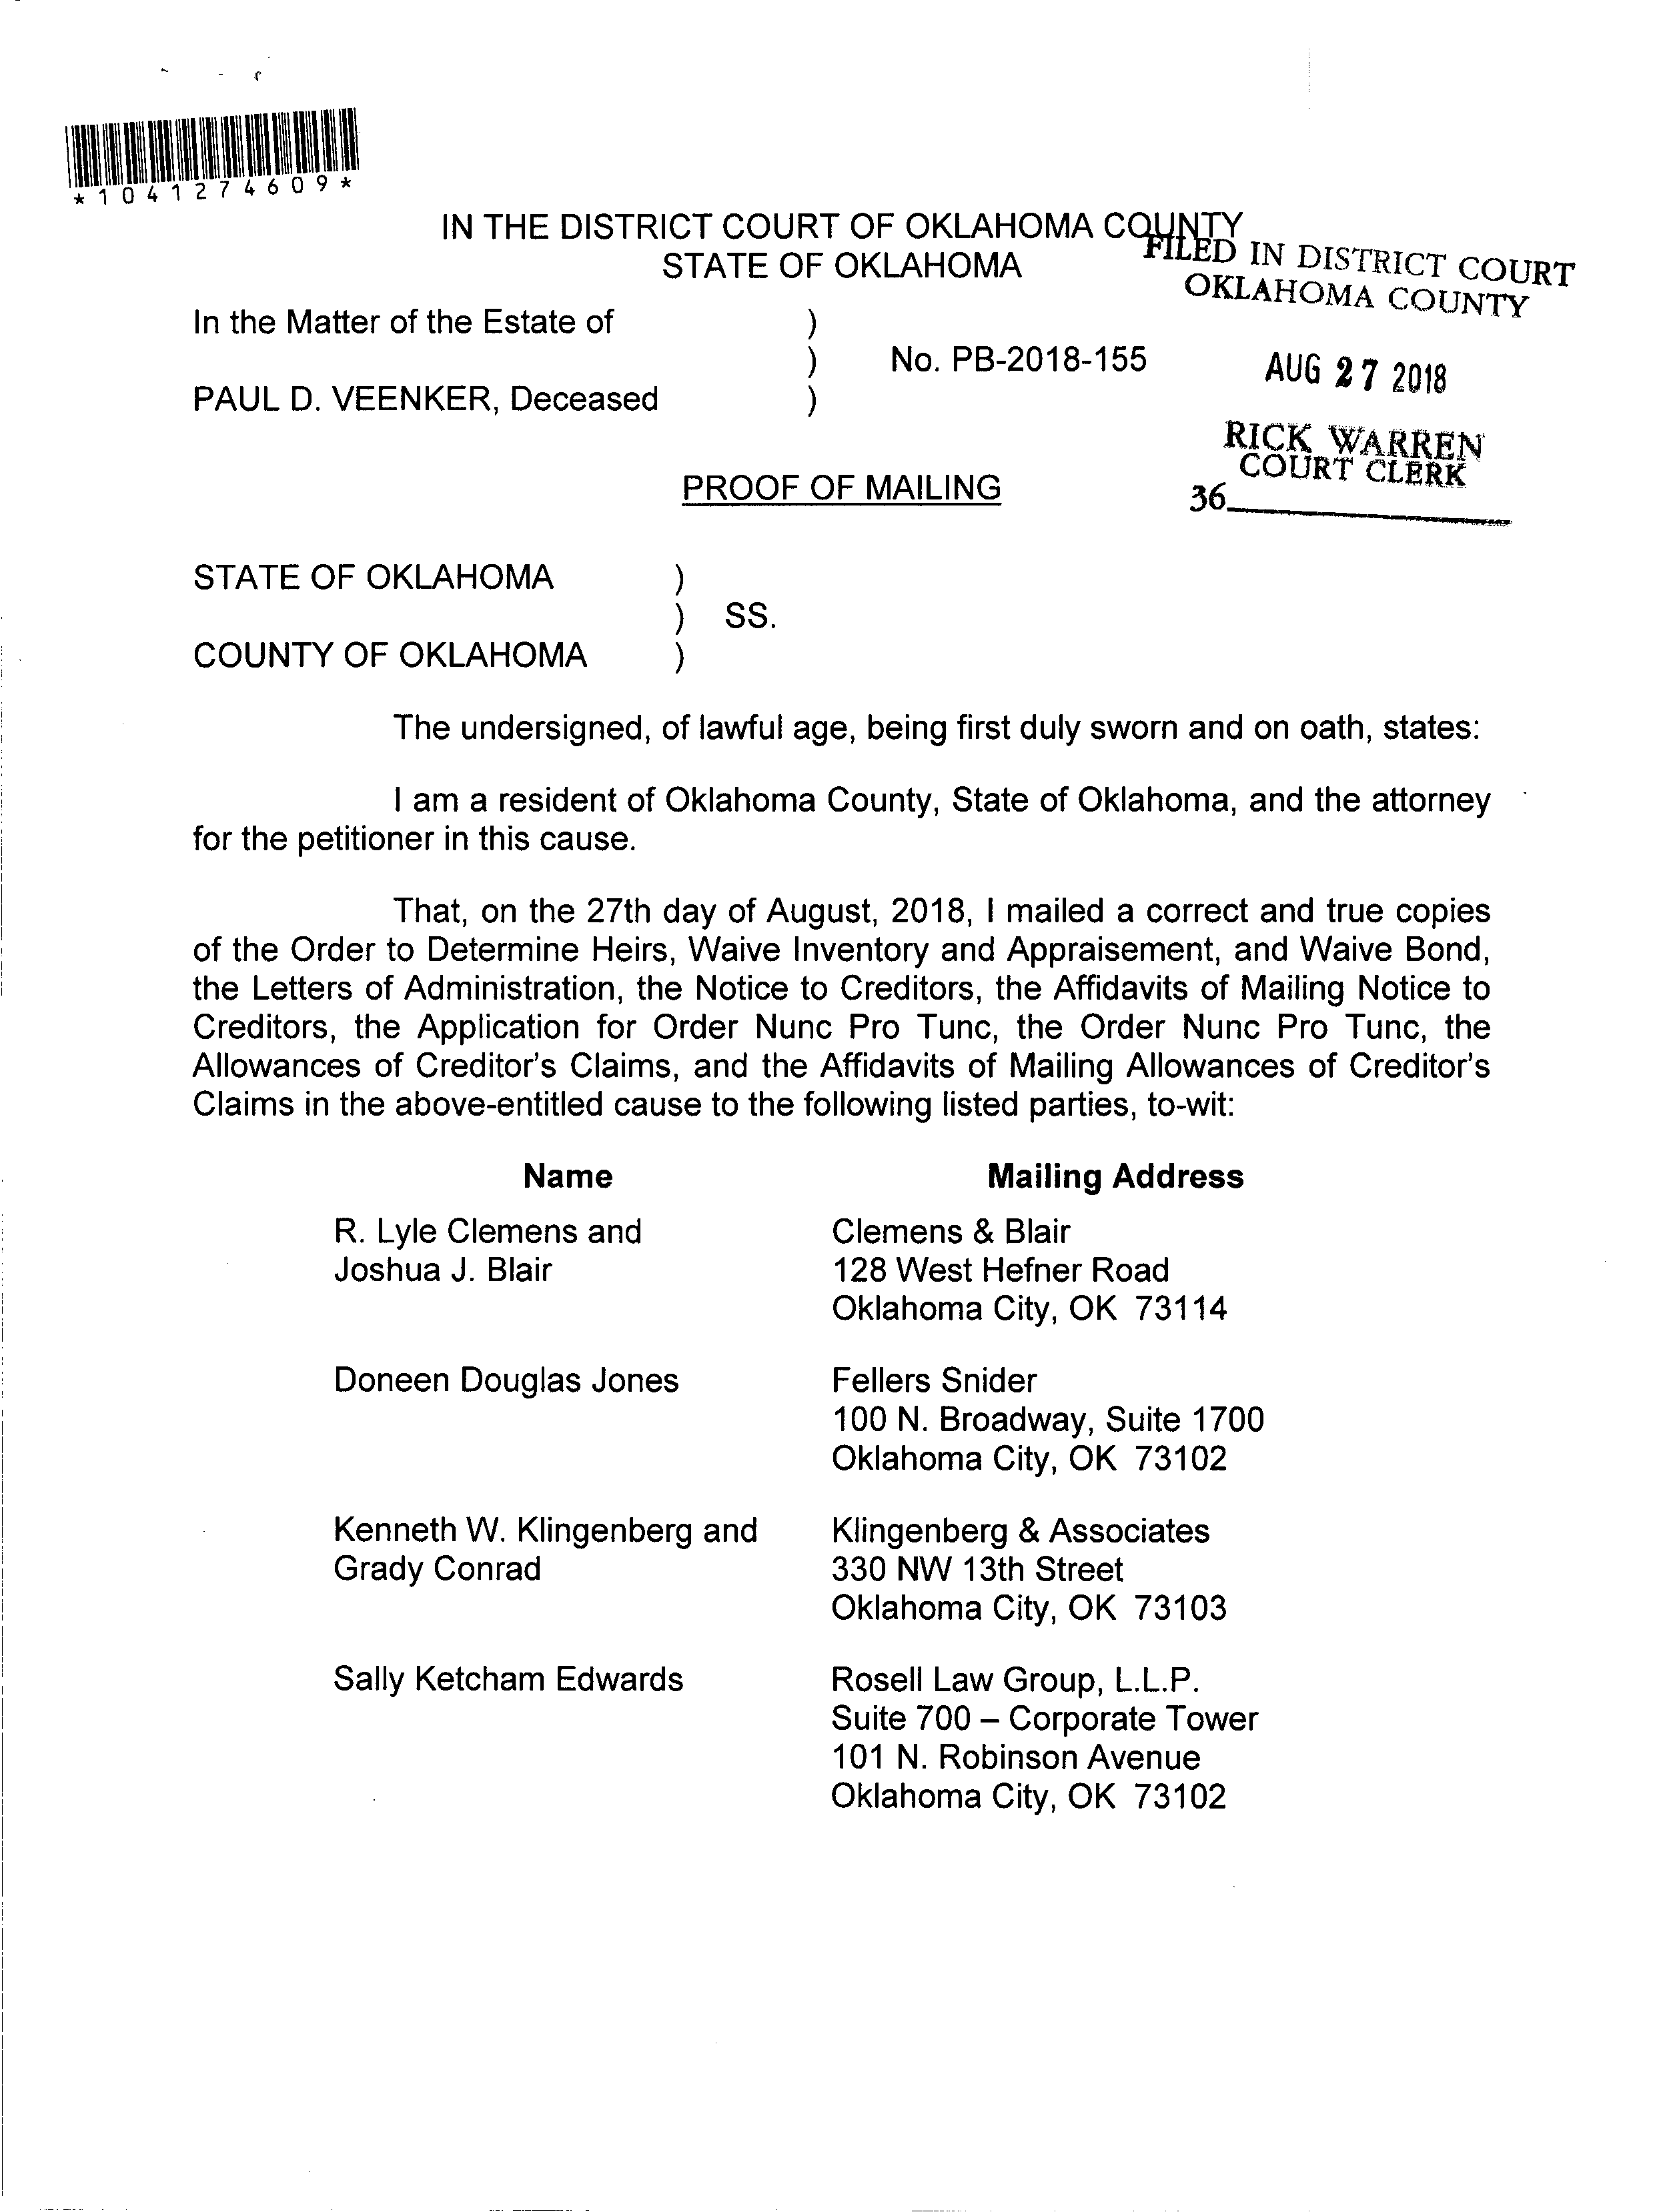 *1041274609*
IN THE DISTRICT COURT OF OKLAHOMA COUNTY
STATE OF OKLAHOMA
FILED IN DISTRICT COURT
OKLAHOMA COUNTY
In the Matter of the Estate of )
) No. PB-2018-155
PAUL D. VEENKER, Deceased )
AUG 27 2018
RICK WARREN
COURT CLERK
36
PROOF OF MAILING
STATE OF OKLAHOMA )
) SS.
COUNTY OF OKLAHOMA )
The undersigned, of lawful age, being first duly sworn and on oath, states:
I am a resident of Oklahoma County, State of Oklahoma, and the attorney
for the petitioner in this cause.
That, on the 27th day of August, 2018, I mailed a correct and true copies
of the Order to Determine Heirs, Waive Inventory and Appraisement, and Waive Bond,
the Letters of Administration, the Notice to Creditors, the Affidavits of Mailing Notice to
Creditors, the Application for Order Nunc Pro Tunc, the Order Nunc Pro Tunc, the
Allowances of Creditor's Claims, and the Affidavits of Mailing Allowances of Creditor's
Claims in the above-entitled cause to the following listed parties, to-wit:
Name Mailing Address
R. Lyle Clemens and Clemens & Blair
Joshua J. Blair 128 West Hefner Road
Oklahoma City, OK 73114
Doneen Douglas Jones Fellers Snider
100 N. Broadway, Suite 1700
Oklahoma City, OK 73102
Kenneth W. Klingenberg and Klingenberg & Associates
Grady Conrad 330 NW 13th Street
Oklahoma City, OK 73103
Sally Ketcham Edwards Rosell Law Group, L.L.P.
Suite 700 – Corporate Tower
101 N. Robinson Avenue
Oklahoma City, OK 73102